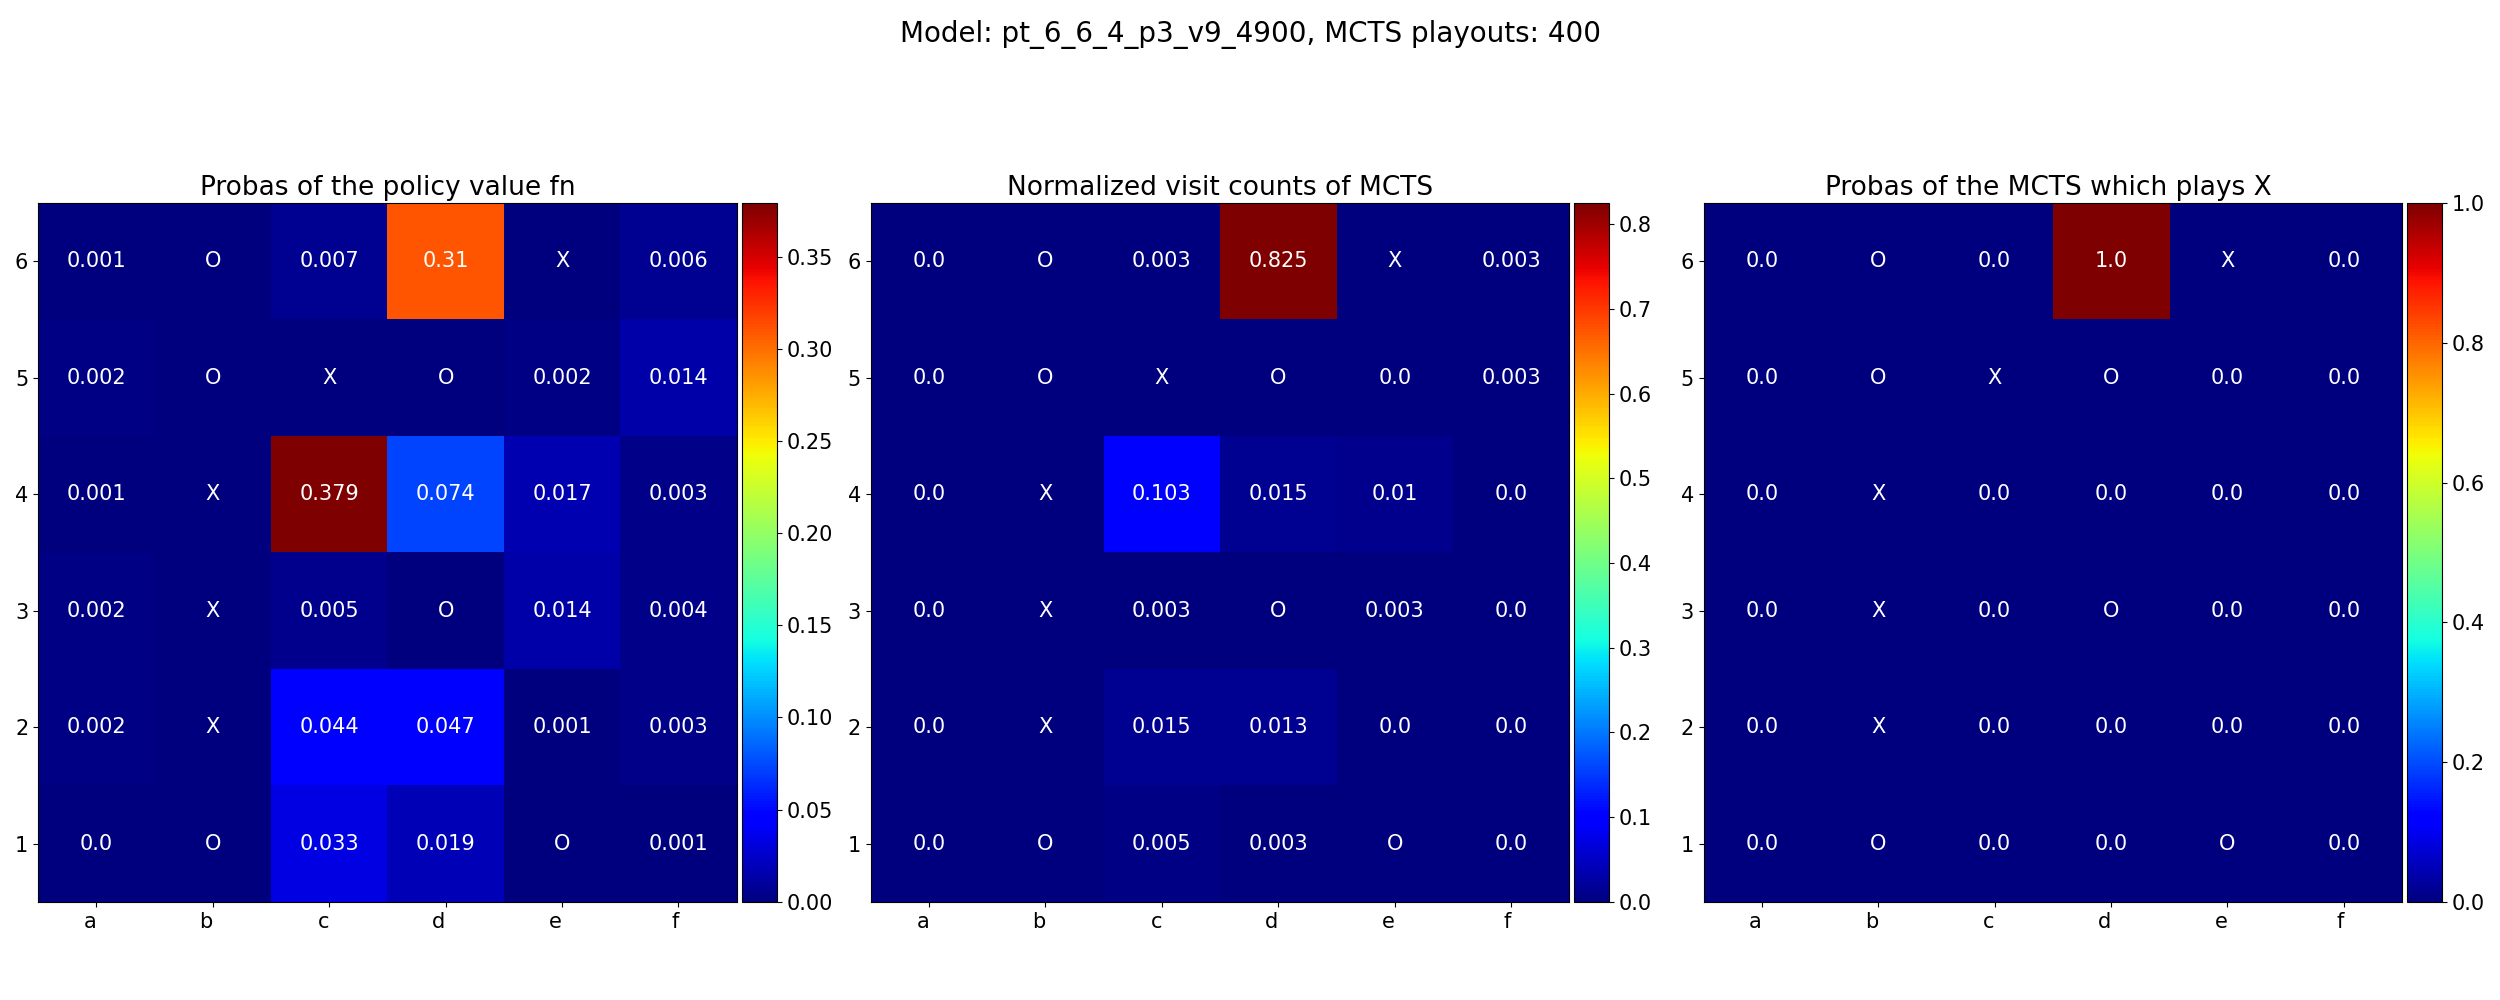 Model: pt_6_6_4_p3_v9_4900, MCTS playouts: 400
Probas of the policy value fn
6 0.001 O 0.007 0.31 X 0.006
5 0.002 O X O 0.002 0.014
4 0.001 X 0.379 0.074 0.017 0.003
3 0.002 X 0.005 O 0.014 0.004
2 0.002 X 0.044 0.047 0.001 0.003
1 0.0 O 0.033 0.019 O 0.001
a b c d e f
0.35
0.30
0.25
0.20
0.15
0.10
0.05
0.00
Normalized visit counts of MCTS
6 0.0 O 0.003 0.825 X 0.003
5 0.0 O X O 0.0 0.003
4 0.0 X 0.103 0.015 0.01 0.0
3 0.0 X 0.003 O 0.003 0.0
2 0.0 X 0.015 0.013 0.0 0.0
1 0.0 O 0.005 0.003 O 0.0
a b c d e f
0.8
0.7
0.6
0.5
0.4
0.3
0.2
0.1
0.0
Probas of the MCTS which plays X
6 0.0 O 0.0 1.0 X 0.0
5 0.0 O X O 0.0 0.0
4 0.0 X 0.0 0.0 0.0 0.0
3 0.0 X 0.0 O 0.0 0.0
2 0.0 X 0.0 0.0 0.0 0.0
1 0.0 O 0.0 0.0 O 0.0
a b c d e f
1.0
0.8
0.6
0.4
0.2
0.0